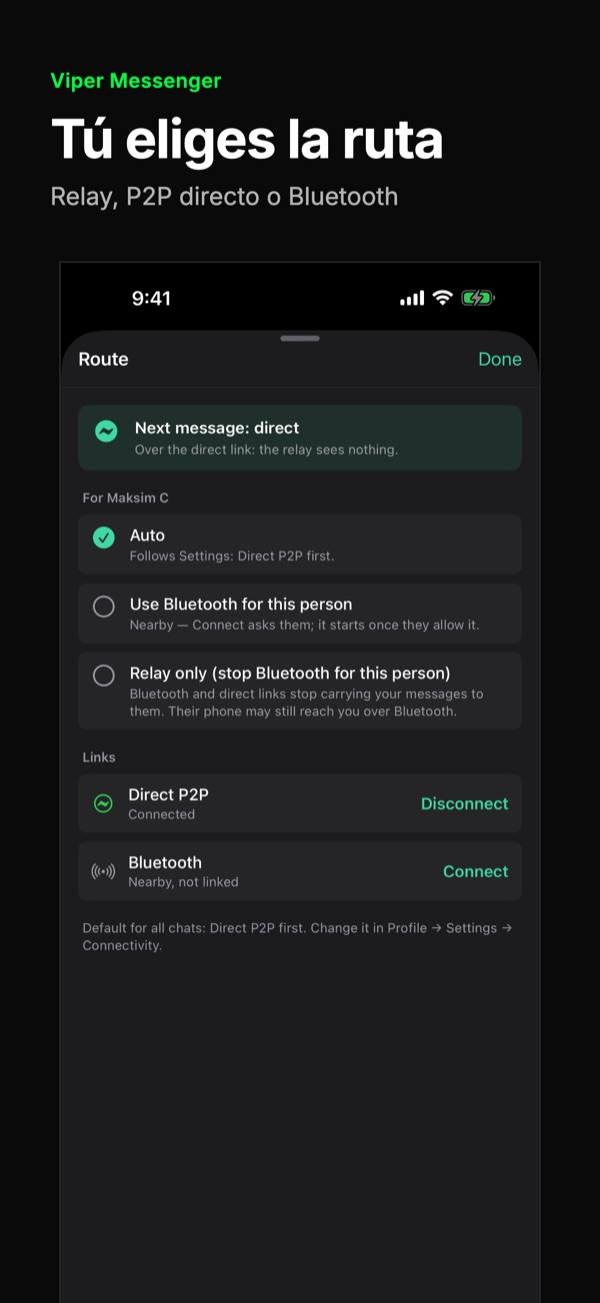 Viper Messenger
Tú eliges la ruta
Relay, P2P directo o Bluetooth
9:41
Route
Done
Next message: direct
Over the direct link: the relay sees nothing.
For Maksim C
Auto
Follows Settings: Direct P2P first.
Use Bluetooth for this person
Nearby — Connect asks them; it starts once they allow it.
Relay only (stop Bluetooth for this person)
Bluetooth and direct links stop carrying your messages to
them. Their phone may still reach you over Bluetooth.
Links
Direct P2P
Connected
Disconnect
Bluetooth
Nearby, not linked
Connect
Default for all chats: Direct P2P first. Change it in Profile → Settings →
Connectivity.